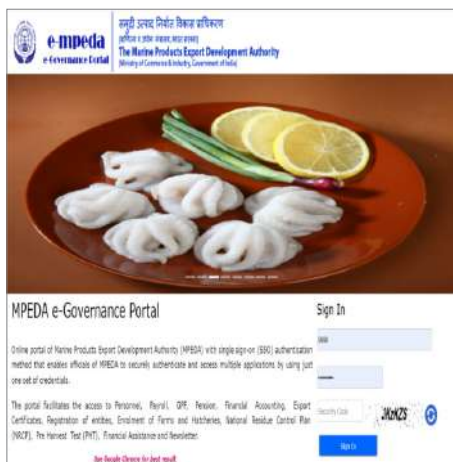 e-mpeda
e-Governance Portal
समुद्री उत्पाद निर्यात विकास प्राधिकरण
(वाणिज्य व उद्योग मंत्रालय, भारत सरकार)
The Marine Products Export Development Authority
(Ministry of Commerce & Industry, Government of India)
MPEDA e-Governance Portal
Online portal of Marine Products Export Development Authority (MPEDA) with single sign-on (SSO) authentication
method that enables officials of MPEDA to securely authenticate and access multiple applications by using just
one set of credentials.
The portal facilitates the access to Personnel, Payroll, GPF, Pension, Financial Accounting, Export
Certificates, Registration of entities, Enrolment of Farms and Hatcheries, National Residue Control Plan
(NRCP), Pre Harvest Test (PHT), Financial Assistance and Newsletter.
Use Google Chrome for best result
Sign In
Security Code
Sign In